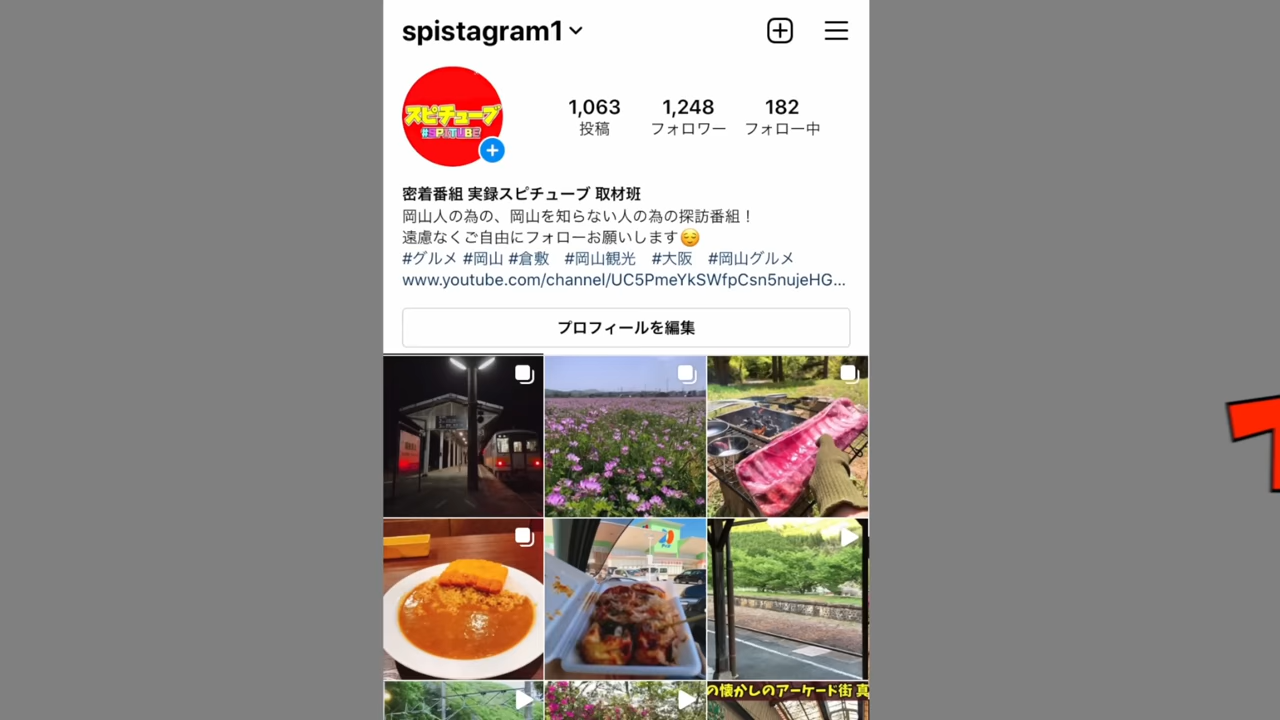 spistagram1
スピチューブ
#SPITUBE
1,063
投稿
1,248
フォロワー
182
フォロー中
密着番組 実録スピチューブ 取材班
岡山人の為の、岡山を知らない人の為の探訪番組！
遠慮なくご自由にフォローお願いします😌
#グルメ #岡山 #倉敷　#岡山観光　#大阪　#岡山グルメ
www.youtube.com/channel/UC5PmeYkSWfpCsn5nujeHG...
プロフィールを編集
の懐かしのアーケード街 真